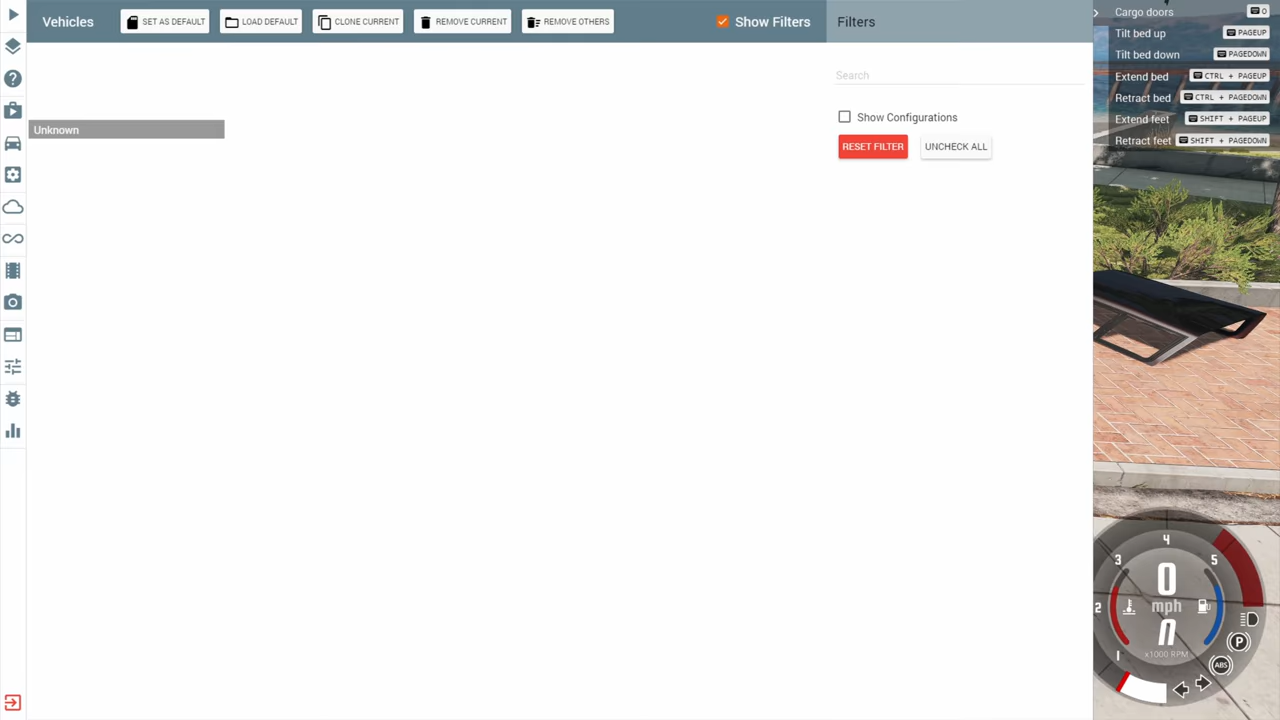 Vehicles
SET AS DEFAULT
LOAD DEFAULT
CLONE CURRENT
REMOVE CURRENT
REMOVE OTHERS
Show Filters
Filters
Search
Unknown
Show Configurations
RESET FILTER
UNCHECK ALL
Cargo doors O
Tilt bed up PAGEUP
Tilt bed down PAGEDOWN
Extend bed CTRL + PAGEUP
Retract bed CTRL + PAGEDOWN
Extend feet SHIFT + PAGEUP
Retract feet SHIFT + PAGEDOWN
4
3 5
0
2 mph
n
1 x1000 RPM
P
ABS